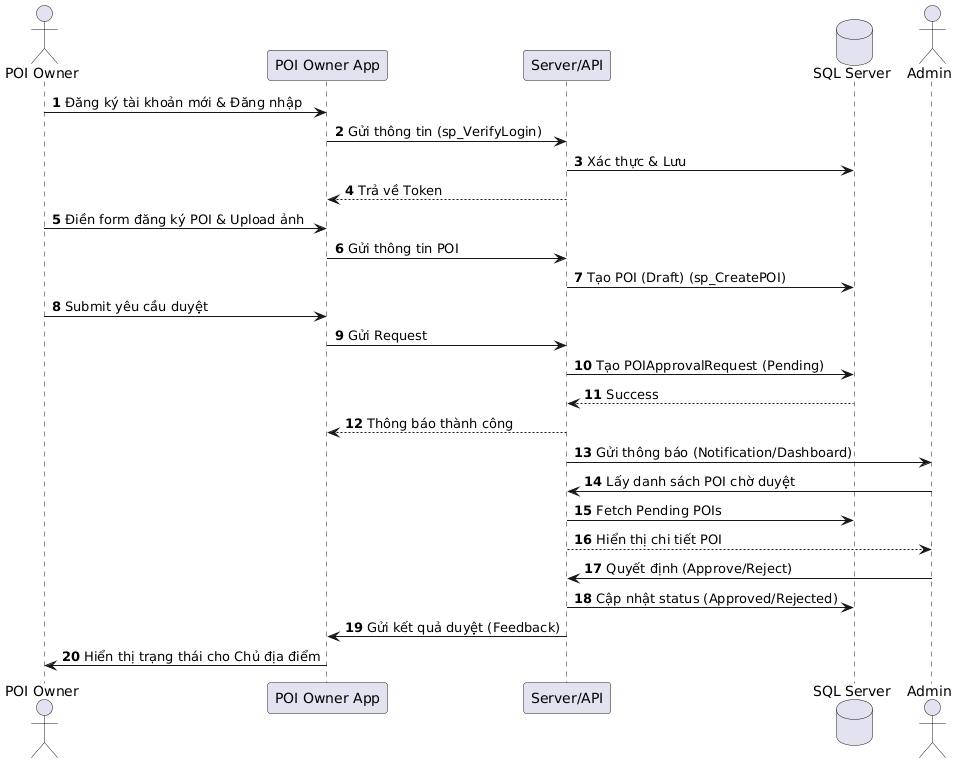 POI Owner
POI Owner App
Server/API
SQL Server
Admin
1 Đăng ký tài khoản mới & Đăng nhập
2 Gửi thông tin (sp_VerifyLogin)
3 Xác thực & Lưu
4 Trả về Token
5 Điền form đăng ký POI & Upload ảnh
6 Gửi thông tin POI
7 Tạo POI (Draft) (sp_CreatePOI)
8 Submit yêu cầu duyệt
9 Gửi Request
10 Tạo POIApprovalRequest (Pending)
11 Success
12 Thông báo thành công
13 Gửi thông báo (Notification/Dashboard)
14 Lấy danh sách POI chờ duyệt
15 Fetch Pending POIs
16 Hiển thị chi tiết POI
17 Quyết định (Approve/Reject)
18 Cập nhật status (Approved/Rejected)
19 Gửi kết quả duyệt (Feedback)
20 Hiển thị trạng thái cho Chủ địa điểm
POI Owner
POI Owner App
Server/API
SQL Server
Admin